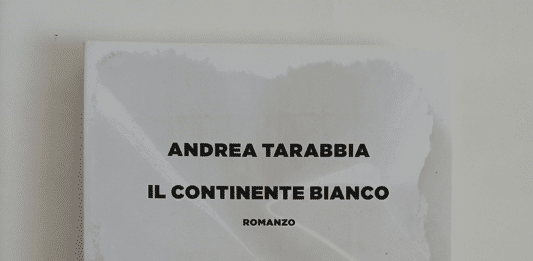 ANDREA TARABBIA
IL CONTINENTE BIANCO
ROMANZO